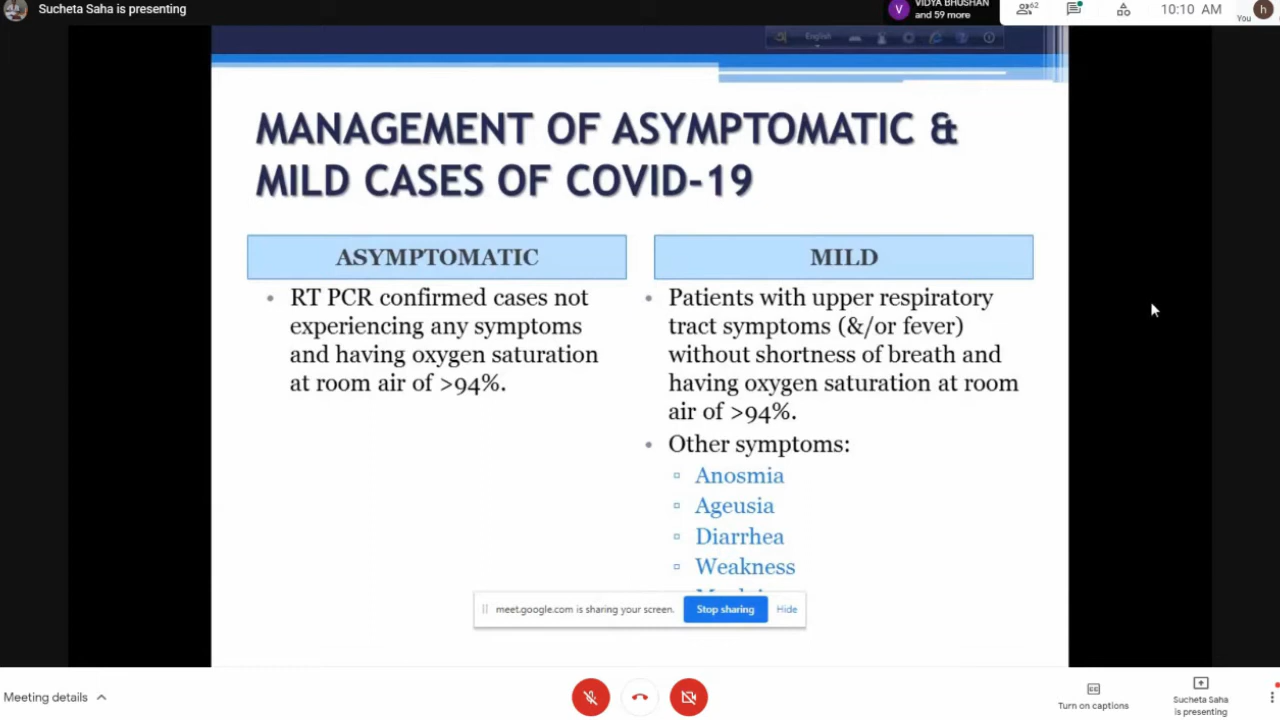 Sucheta Saha is presenting
V
VIDYA BHUSHAN
and 59 more
62
10:10 AM
You
h
English
MANAGEMENT OF ASYMPTOMATIC &
MILD CASES OF COVID-19
ASYMPTOMATIC
• RT PCR confirmed cases not
experiencing any symptoms
and having oxygen saturation
at room air of >94%.
MILD
• Patients with upper respiratory
tract symptoms (&/or fever)
without shortness of breath and
having oxygen saturation at room
air of >94%.
• Other symptoms:
Anosmia
Ageusia
Diarrhea
Weakness
meet.google.com is sharing your screen.
Stop sharing
Hide
Meeting details
Turn on captions
Sucheta Saha
is presenting